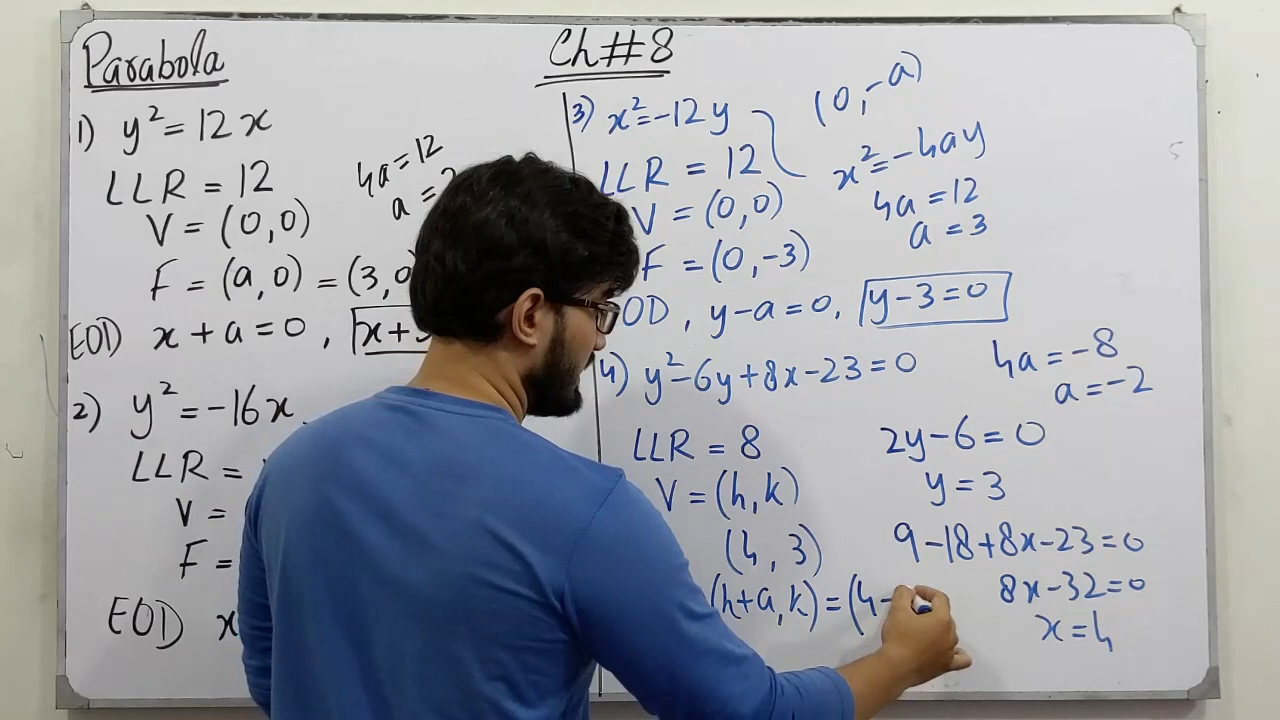 Parabola
Ch#8
1) y² = 12x
LLR = 12
4a = 12
a =
V = (0,0)
F = (a,0) = (3,0
EOD x + a = 0 , x +
2) y² = -16x
LLR =
V =
F =
EOD x
3) x² = -12y
(0,-a)
LLR = 12
x² = -4ay
V = (0,0)
4a = 12
a = 3
F = (0,-3)
OD , y - a = 0, y - 3 = 0
4) y² - 6y + 8x - 23 = 0
4a = -8
a = -2
LLR = 8
2y - 6 = 0
V = (h,k)
y = 3
(4,3)
9 - 18 + 8x - 23 = 0
(h+a,k) = (4-
8x - 32 = 0
x = 4